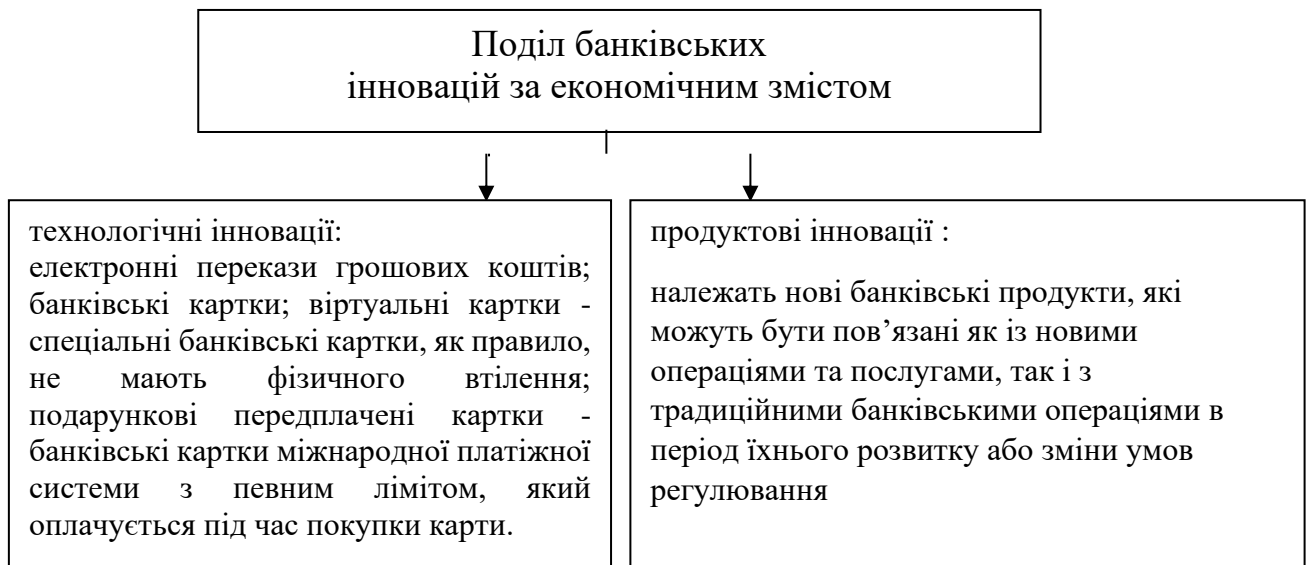 Поділ банківських
інновацій за економічним змістом
технологічні інновації:
електронні перекази грошових коштів;
банківські картки; віртуальні картки -
спеціальні банківські картки, як правило,
не мають фізичного втілення;
подарункові передплачені картки -
банківські картки міжнародної платіжної
системи з певним лімітом, який
оплачується під час покупки карти.
продуктові інновації :
належать нові банківські продукти, які
можуть бути пов’язані як із новими
операціями та послугами, так і з
традиційними банківськими операціями в
період їхнього розвитку або зміни умов
регулювання